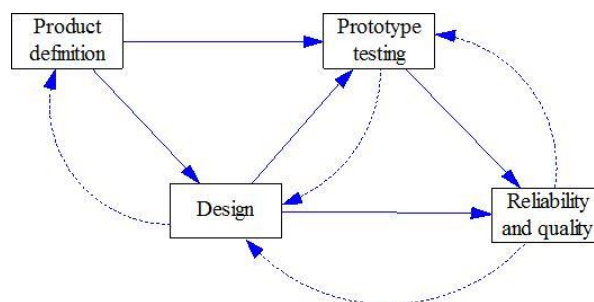 Product
definition
Prototype
testing
Design
Reliability
and quality